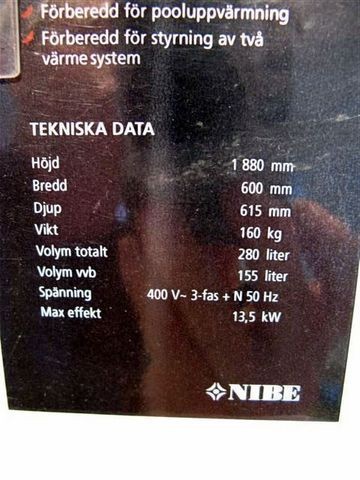 Förberedd för pooluppvärmning
Förberedd för styrning av två
värmesystem
TEKNISKA DATA
Höjd 1 880 mm
Bredd 600 mm
Djup 615 mm
Vikt 160 kg
Volym totalt 280 liter
Volym vvb 155 liter
Spänning 400 V~ 3-fas + N 50 Hz
Max effekt 13,5 kW
NIBE